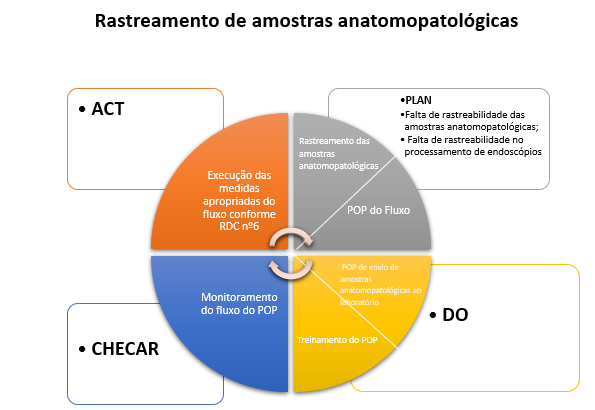 Rastreamento de amostras anatomopatológicas
• ACT
•PLAN
•Falta de rastreabilidade das
amostras anatomopatológicas;
• Falta de rastreabilidade no
processamento de endoscópios
Execução das
medidas
apropriadas do
fluxo conforme
RDC nº6
Rastreamento das
amostras
anatomopatológicas
POP do Fluxo
Monitoramento
do fluxo do POP
POP de envio de
amostras
anatomopatológicas ao
laboratório
Treinamento do POP
• CHECAR
• DO